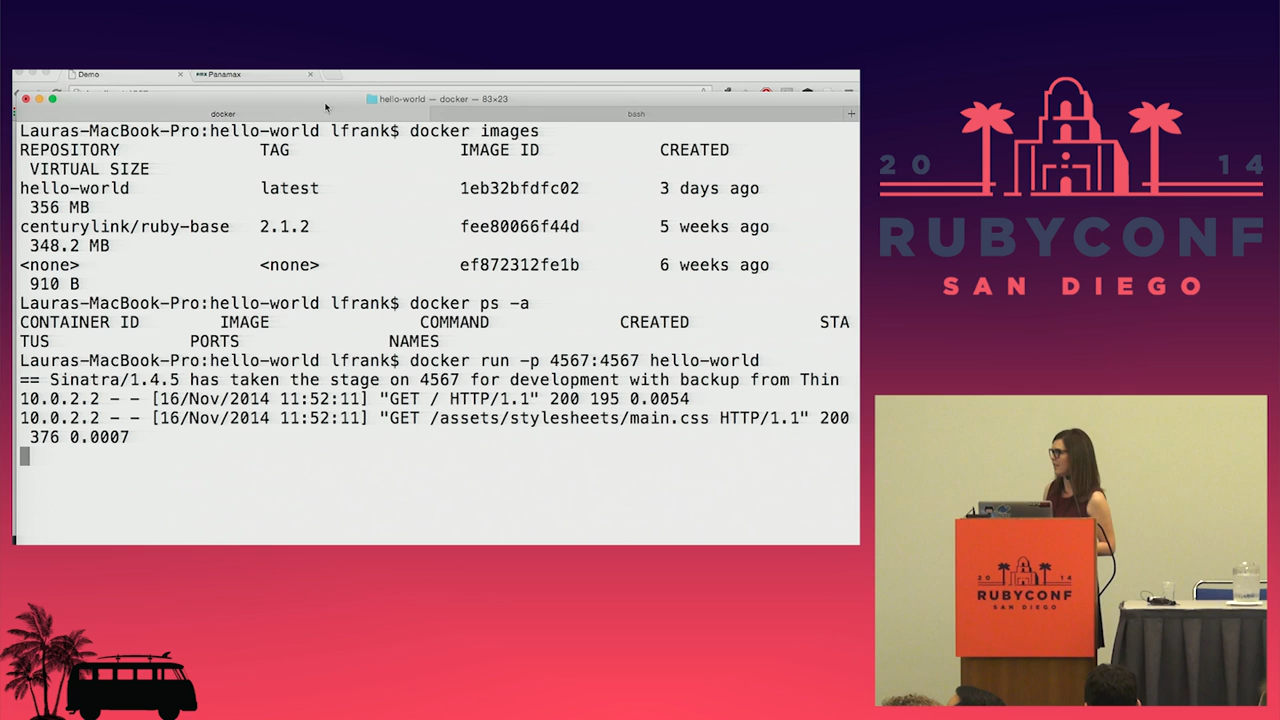 Demo
Panamax
hello-world — docker — 83×23
docker
bash
Lauras-MacBook-Pro:hello-world lfrank$ docker images
REPOSITORY TAG IMAGE ID CREATED
VIRTUAL SIZE
hello-world latest 1eb32bfdfc02 3 days ago
356 MB
centurylink/ruby-base 2.1.2 fee80066f44d 5 weeks ago
348.2 MB
<none> <none> ef872312fe1b 6 weeks ago
910 B
Lauras-MacBook-Pro:hello-world lfrank$ docker ps -a
CONTAINER ID IMAGE COMMAND CREATED STA
TUS PORTS NAMES
Lauras-MacBook-Pro:hello-world lfrank$ docker run -p 4567:4567 hello-world
== Sinatra/1.4.5 has taken the stage on 4567 for development with backup from Thin
10.0.2.2 - - [16/Nov/2014 11:52:11] "GET / HTTP/1.1" 200 195 0.0054
10.0.2.2 - - [16/Nov/2014 11:52:11] "GET /assets/stylesheets/main.css HTTP/1.1" 200
376 0.0007
20 14
RUBYCONF
SAN DIEGO
20 14
RUBYCONF
SAN DIEGO